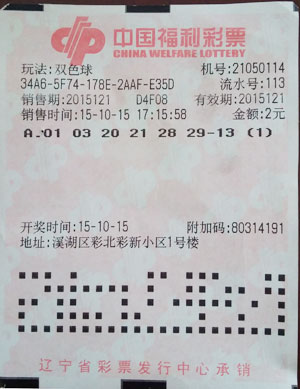 中国福利彩票
CHINA WELFARE LOTTERY
玩法:双色球 机号:21050114
34A6-5F74-178E-2AAF-E35D 流水号:113
销售期:2015121 D4F08 有效期:2015121
销售时间:15-10-15 17:15:58 金额:2元
A.01 03 20 21 28 29-13 (1)
开奖时间:15-10-15 附加码:80314191
地址:溪湖区彩北彩新小区1号楼
辽宁省彩票发行中心承销